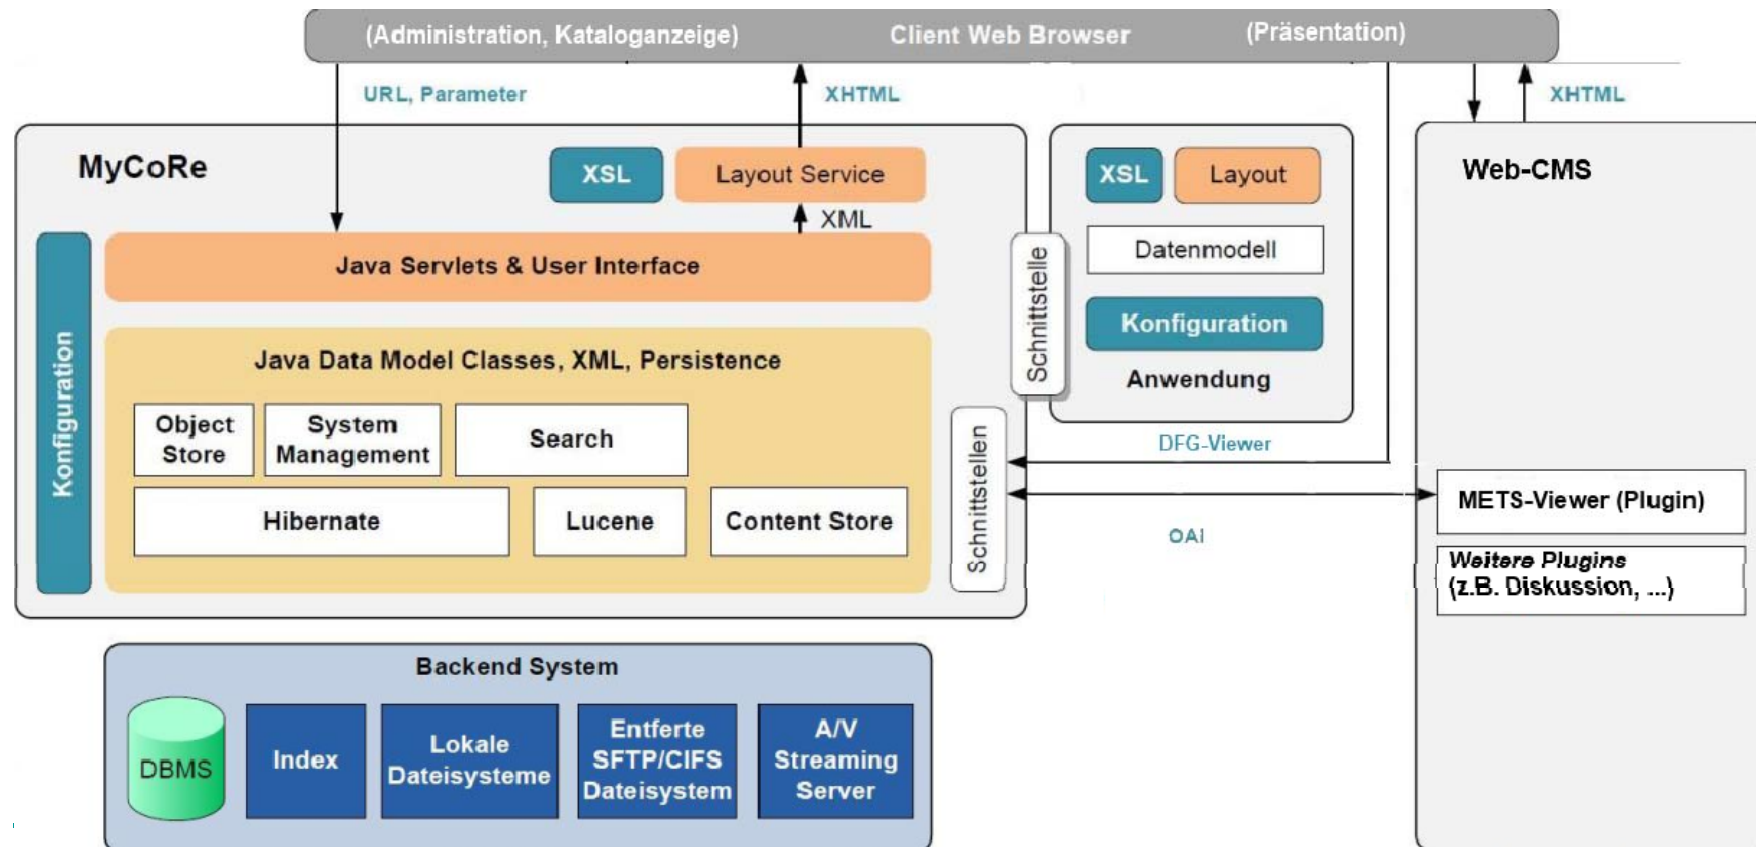 (Administration, Kataloganzeige)
Client Web Browser
(Präsentation)
URL, Parameter
XHTML
XHTML
MyCoRe
XSL
Layout Service
XML
Java Servlets & User Interface
Konfiguration
Java Data Model Classes, XML, Persistence
Object
Store
System
Management
Search
Hibernate
Lucene
Content Store
Schnittstelle
Schnittstellen
XSL
Layout
Datenmodell
Konfiguration
Anwendung
DFG-Viewer
OAI
Web-CMS
METS-Viewer (Plugin)
Weitere Plugins
(z.B. Diskussion, ...)
Backend System
DBMS
Index
Lokale
Dateisysteme
Entferte
SFTP/CIFS
Dateisystem
A/V
Streaming
Server